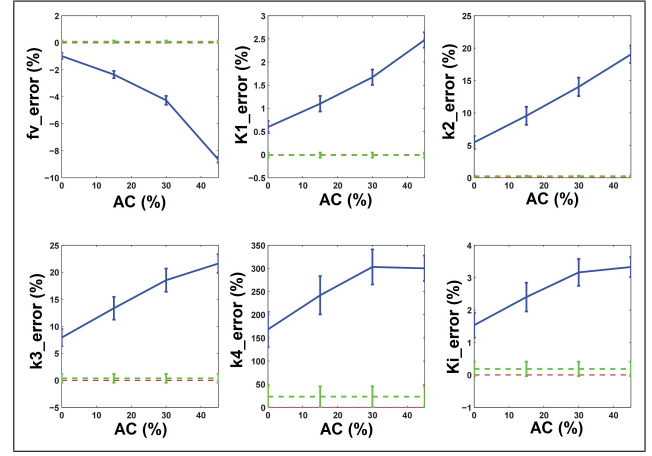 2
0
-2
-4
-6
-8
-10
0 10 20 30 40
fv_error (%)
AC (%)
3
2.5
2
1.5
1
0.5
0
-0.5
0 10 20 30 40
K1_error (%)
AC (%)
25
20
15
10
5
0
0 10 20 30 40
k2_error (%)
AC (%)
25
20
15
10
5
0
-5
0 10 20 30 40
k3_error (%)
AC (%)
350
300
250
200
150
100
50
0
0 10 20 30 40
k4_error (%)
AC (%)
4
3
2
1
0
-1
0 10 20 30 40
Ki_error (%)
AC (%)